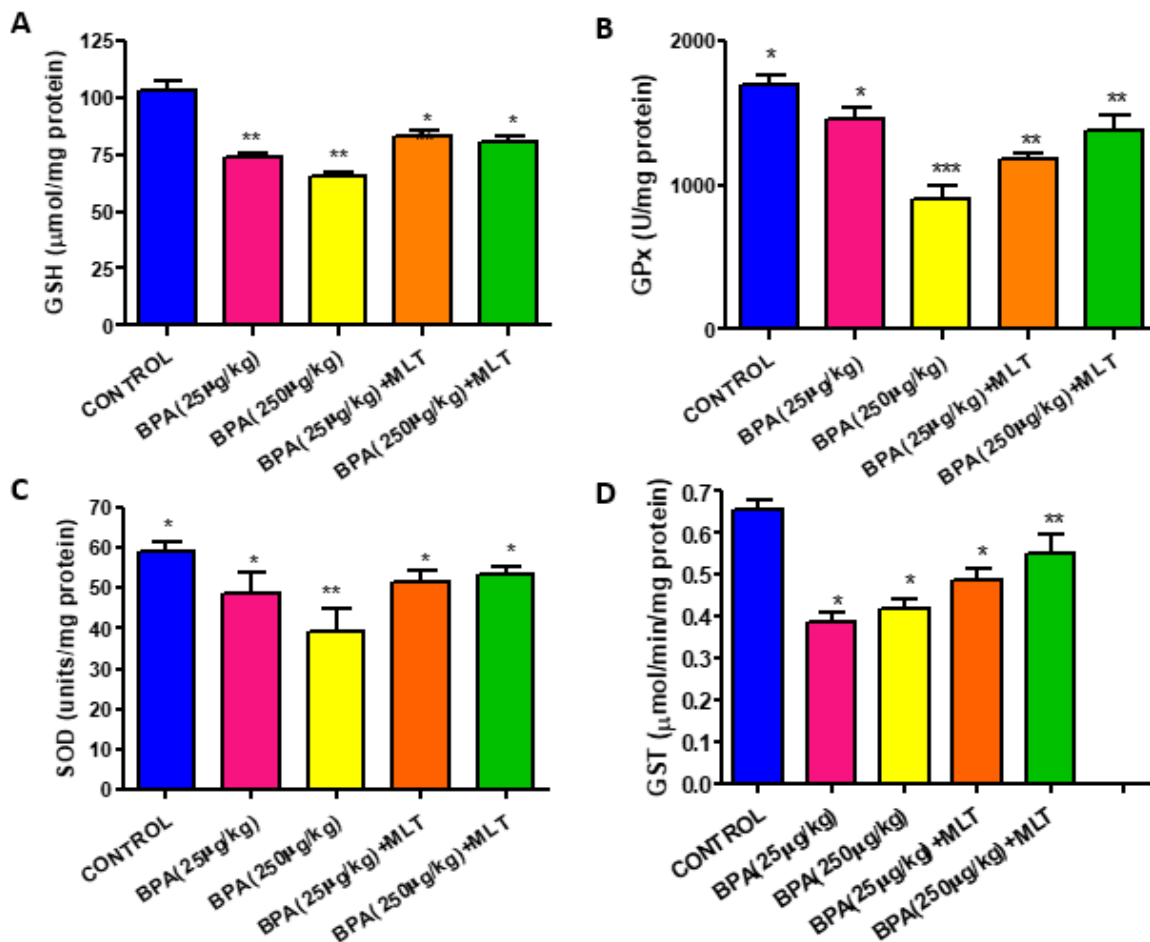 A
GSH (µmol/mg protein)
125
100
75
50
25
0
**
**
*
*
CONTROL
BPA(25µg/kg)
BPA(250µg/kg)
BPA(25µg/kg)+MLT
BPA(250µg/kg)+MLT
B
GPx (U/mg protein)
2000
1000
0
*
*
***
**
**
CONTROL
BPA(25µg/kg)
BPA(250µg/kg)
BPA(25µg/kg)+MLT
BPA(250µg/kg)+MLT
C
SOD (units/mg protein)
70
60
50
40
30
20
10
0
*
*
**
*
*
CONTROL
BPA(25µg/kg)
BPA(250µg/kg)
BPA(25µg/kg)+MLT
BPA(250µg/kg)+MLT
D
GST (µmol/min/mg protein)
0.7
0.6
0.5
0.4
0.3
0.2
0.1
0.0
*
*
*
**
CONTROL
BPA(25µg/kg)
BPA(250µg/kg)
BPA(25µg/kg)+MLT
BPA(250µg/kg)+MLT